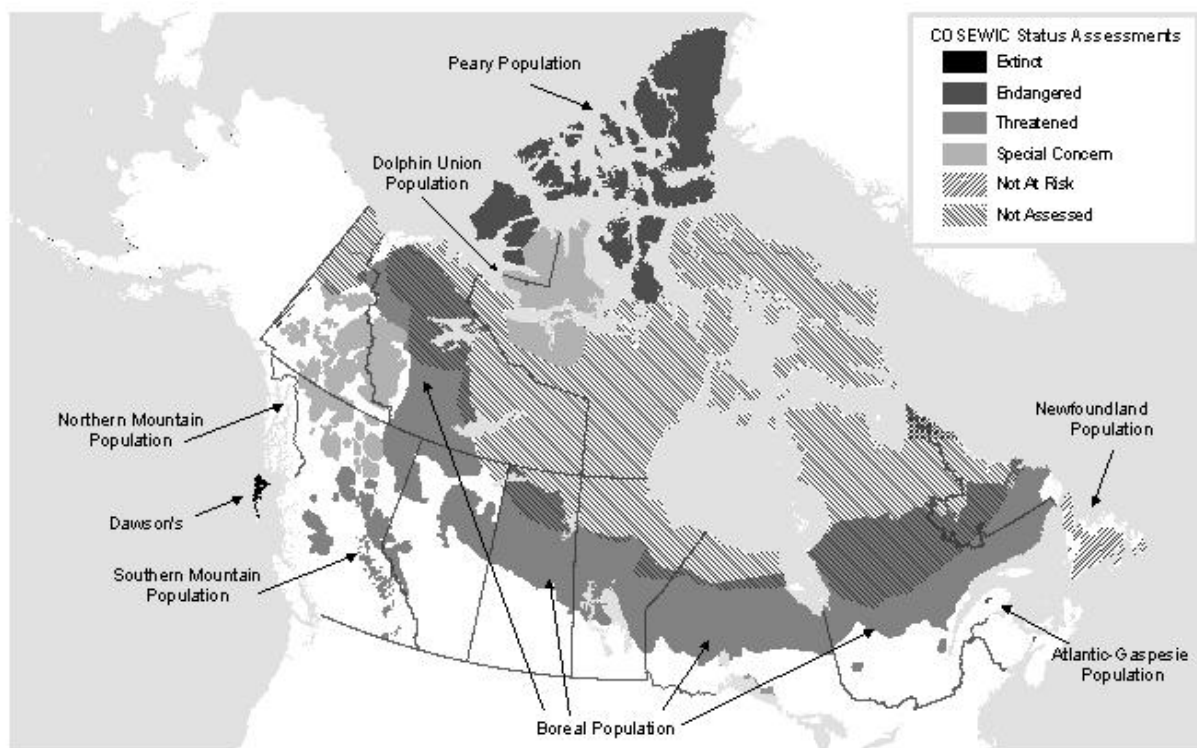 COSEWIC Status Assessments
Extinct
Endangered
Threatened
Special Concern
Not At Risk
Not Assessed
Peary Population
Dolphin Union
Population
Northern Mountain
Population
Newfoundland
Population
Dawson's
Southern Mountain
Population
Atlantic-Gaspesie
Population
Boreal Population